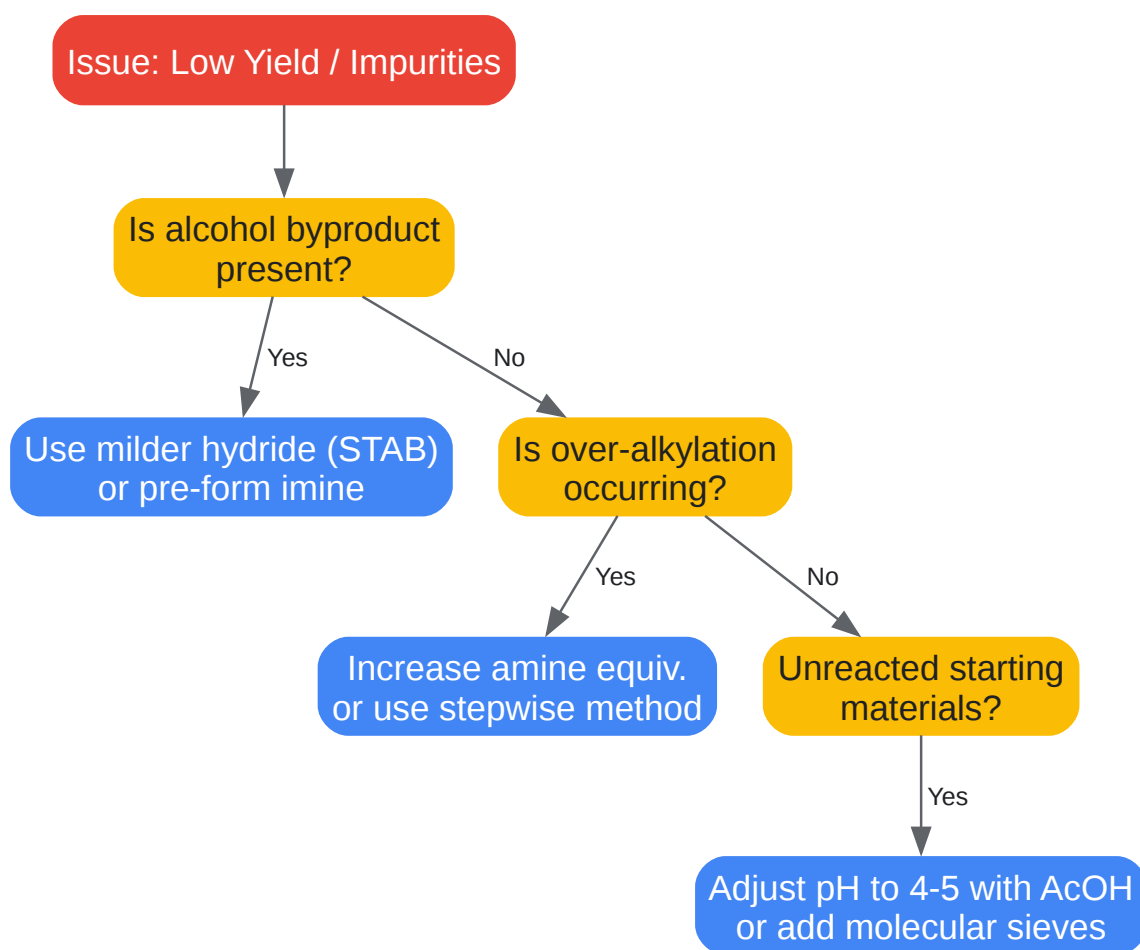 Issue: Low Yield / Impurities
Is alcohol byproduct
present?
Yes
No
Use milder hydride (STAB)
or pre-form imine
Is over-alkylation
occurring?
Yes
No
Increase amine equiv.
or use stepwise method
Unreacted starting
materials?
Yes
Adjust pH to 4-5 with AcOH
or add molecular sieves